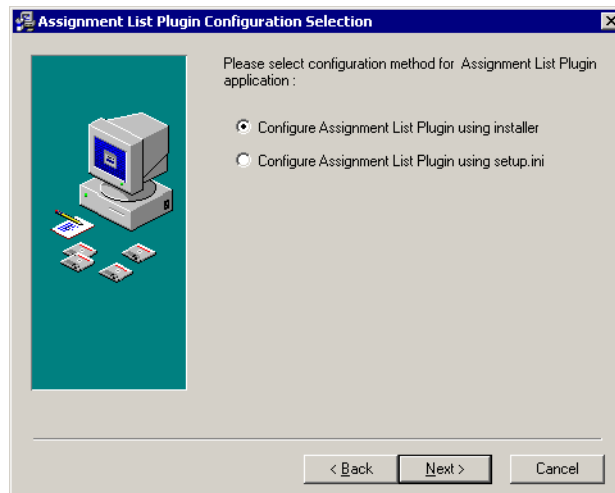 Assignment List Plugin Configuration Selection
Please select configuration method for Assignment List Plugin
application :
Configure Assignment List Plugin using installer
Configure Assignment List Plugin using setup.ini
< Back
Next >
Cancel